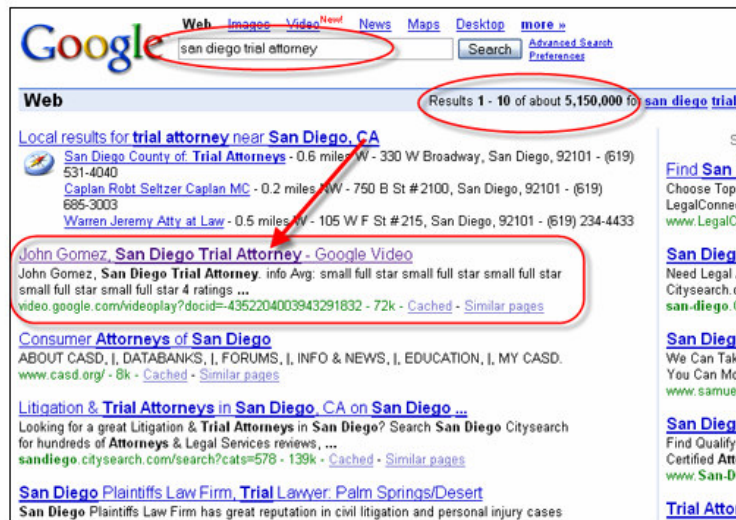 Google
Web Images Video New! News Maps Desktop more »
san diego trial attorney Search Advanced Search
Preferences
Web Results 1 - 10 of about 5,150,000 for san diego trial
Local results for trial attorney near San Diego, CA
San Diego County of: Trial Attorneys - 0.6 miles W - 330 W Broadway, San Diego, 92101 - (619)
531-4040
Caplan Robt Seltzer Caplan MC - 0.2 miles NW - 750 B St #2100, San Diego, 92101 - (619)
685-3003
Warren Jeremy Atty at Law - 0.5 miles W - 105 W F St #215, San Diego, 92101 - (619) 234-4433
John Gomez, San Diego Trial Attorney - Google Video
John Gomez, San Diego Trial Attorney. info Avg: small full star small full star small full star
small full star small full star 4 ratings ...
video.google.com/videoplay?docid=-4352204003943291832 - 72k - Cached - Similar pages
Consumer Attorneys of San Diego
ABOUT CASD, |, DATABANKS, |, FORUMS, |, INFO & NEWS, |, EDUCATION, |, MY CASD.
www.casd.org/ - 8k - Cached - Similar pages
Litigation & Trial Attorneys in San Diego, CA on San Diego ...
Looking for a great Litigation & Trial Attorneys in San Diego? Search San Diego Citysearch
for hundreds of Attorneys & Legal Services reviews, ...
sandiego.citysearch.com/search?cats=578 - 139k - Cached - Similar pages
San Diego Plaintiffs Law Firm, Trial Lawyer: Palm Springs/Desert
San Diego Plaintiffs Law Firm has great reputation in civil litigation and personal injury cases
S
Find San
Choose Top
LegalConnec
www.LegalC
San Dieg
Need Legal
Citysearch.c
san-diego.
San Dieg
We Can Tak
You Can Mo
www.samue
San Dieg
Find Qualify
Certified Att
www.San-D
Trial Attor